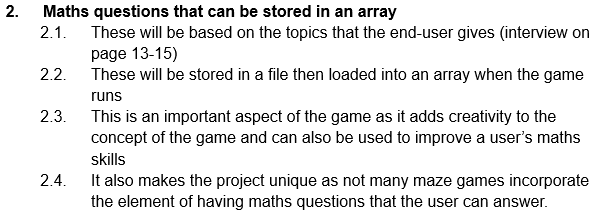 2. Maths questions that can be stored in an array
2.1. These will be based on the topics that the end-user gives (interview on
page 13-15)
2.2. These will be stored in a file then loaded into an array when the game
runs
2.3. This is an important aspect of the game as it adds creativity to the
concept of the game and can also be used to improve a user's maths
skills
2.4. It also makes the project unique as not many maze games incorporate
the element of having maths questions that the user can answer.